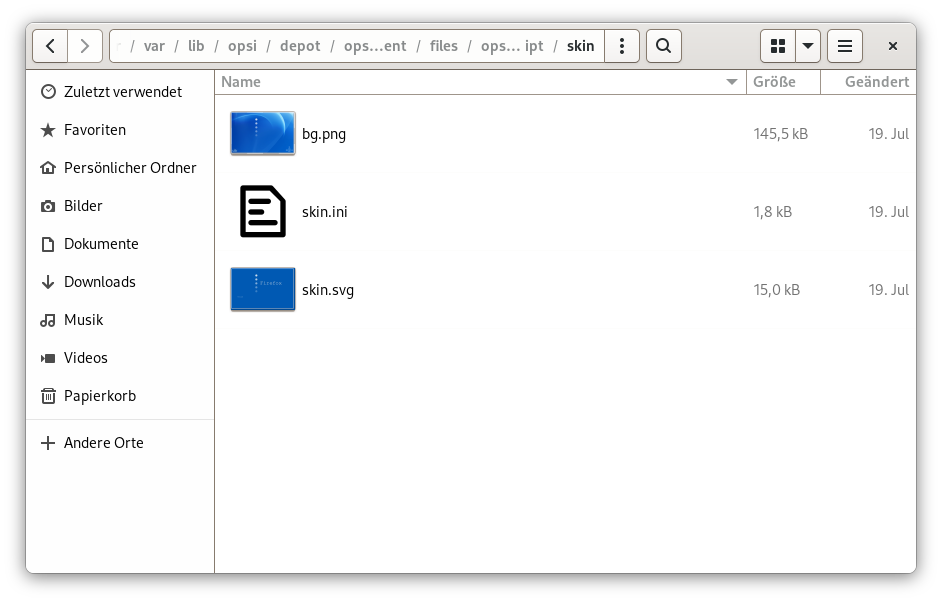 / var / lib / opsi / depot / ops…ent / files / ops… ipt / skin
Name Größe Geändert
Zuletzt verwendet
Favoriten
Persönlicher Ordner
Bilder
Dokumente
Downloads
Musik
Videos
Papierkorb
Andere Orte
bg.png 145,5 kB 19. Jul
skin.ini 1,8 kB 19. Jul
Firefox
skin.svg 15,0 kB 19. Jul